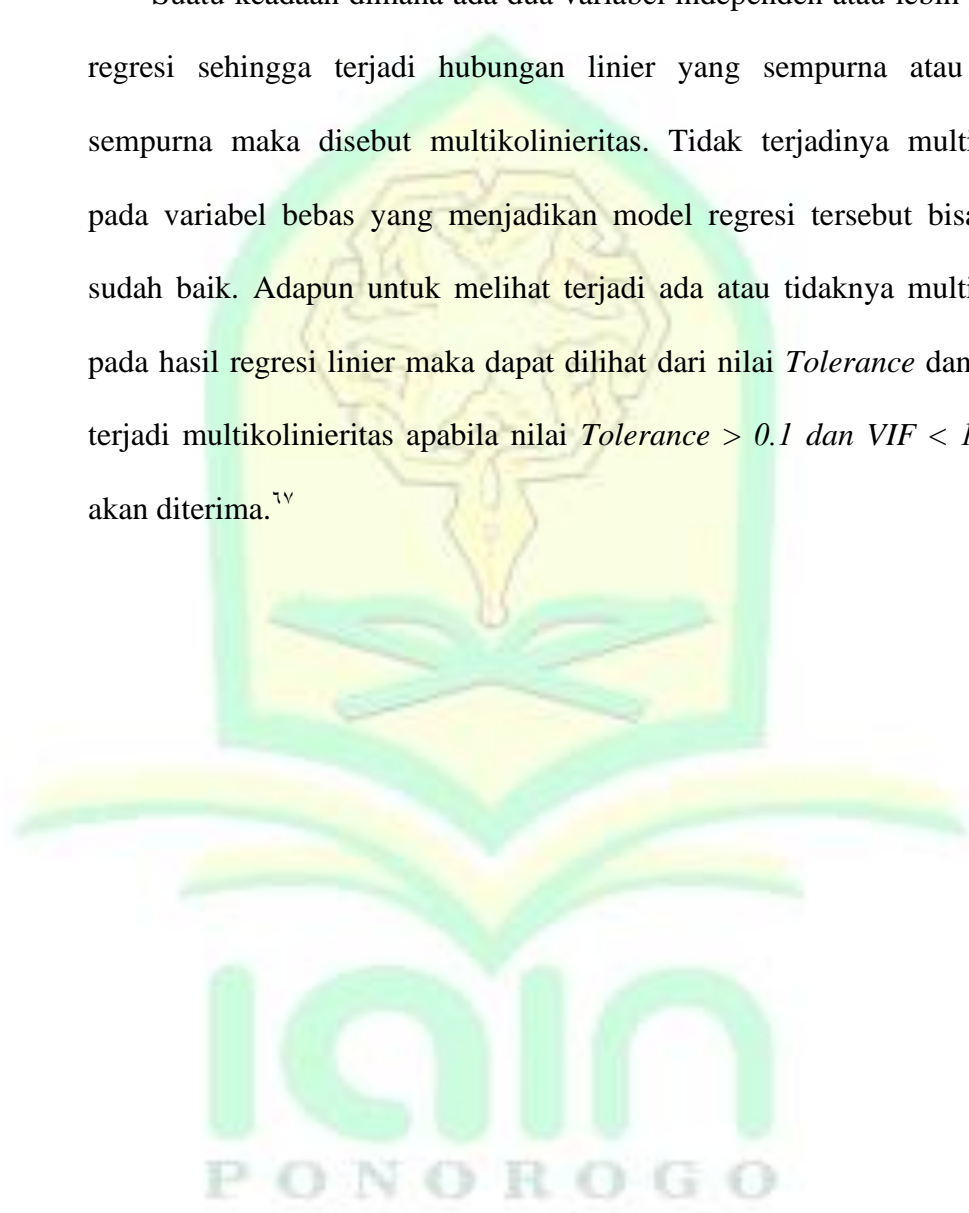 Suatu keadaan dimana ada dua variabel independen atau lebih
regresi sehingga terjadi hubungan linier yang sempurna atau
sempurna maka disebut multikolinieritas. Tidak terjadinya
pada variabel bebas yang menjadikan model regresi tersebut
sudah baik. Adapun untuk melihat terjadi ada atau tidaknya
pada hasil regresi linier maka dapat dilihat dari nilai Tolerance dan
terjadi multikolinieritas apabila nilai Tolerance > 0.1 dan VIF <
akan diterima.٦٧
iain
PONOROGO